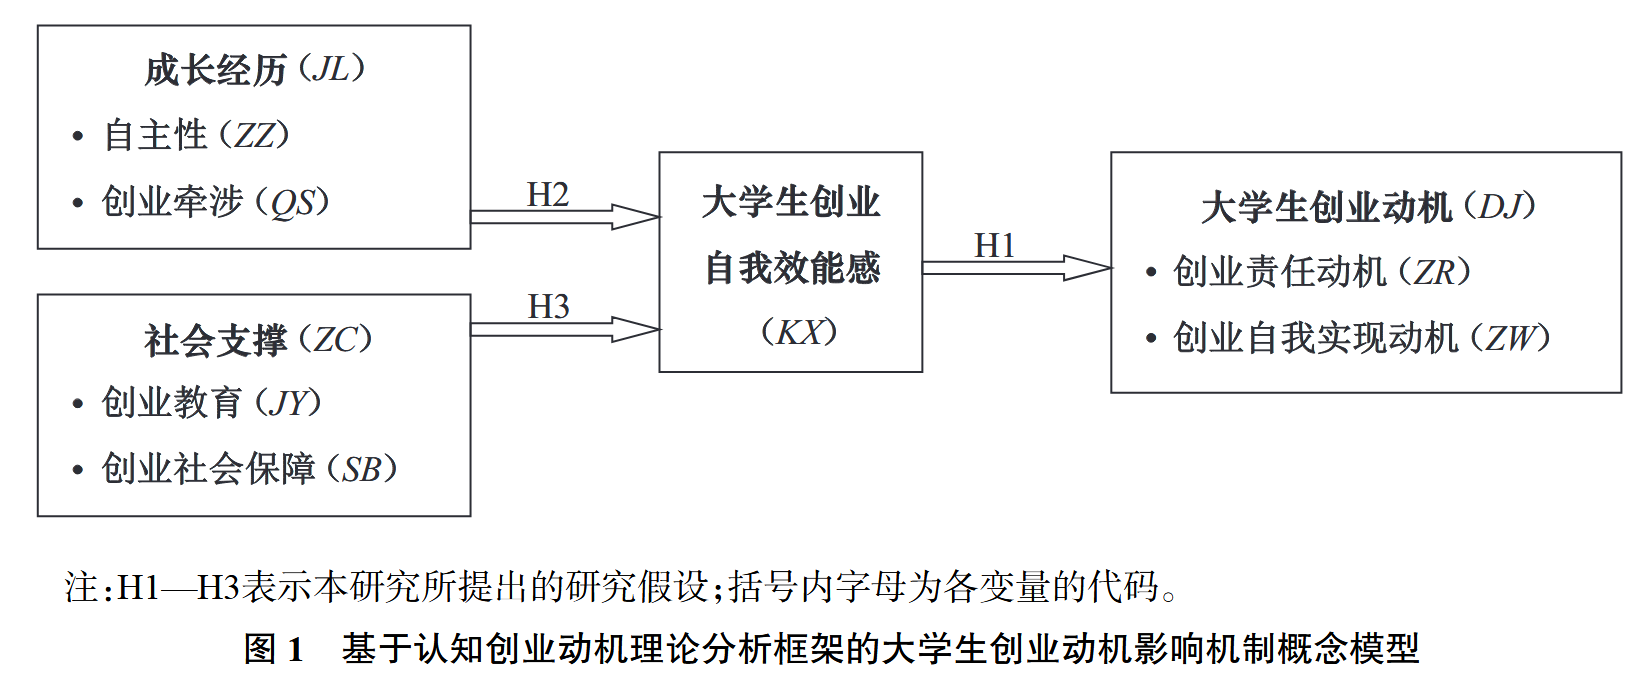 成长经历（JL）
• 自主性（ZZ）
• 创业牵涉（QS）
社会支撑（ZC）
• 创业教育（JY）
• 创业社会保障（SB）
H2
H3
大学生创业
自我效能感
（KX）
H1
大学生创业动机（DJ）
• 创业责任动机（ZR）
• 创业自我实现动机（ZW）
注：H1—H3表示本研究所提出的研究假设；括号内字母为各变量的代码。
图 1 基于认知创业动机理论分析框架的大学生创业动机影响机制概念模型